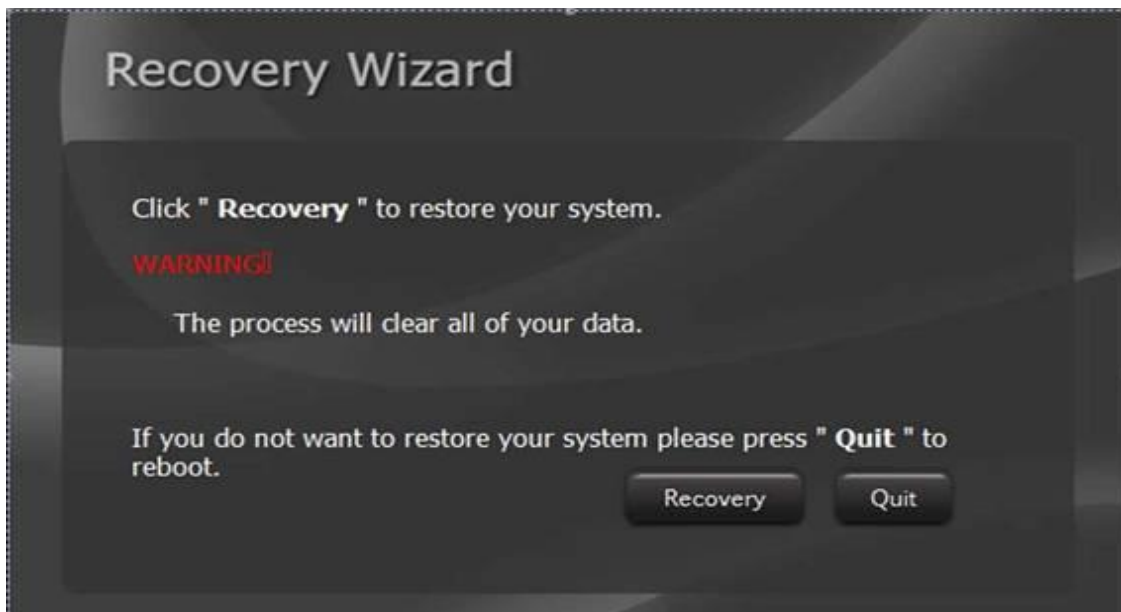 Recovery Wizard
Click " Recovery " to restore your system.
WARNING!
The process will clear all of your data.
If you do not want to restore your system please press " Quit " to
reboot.
Recovery
Quit